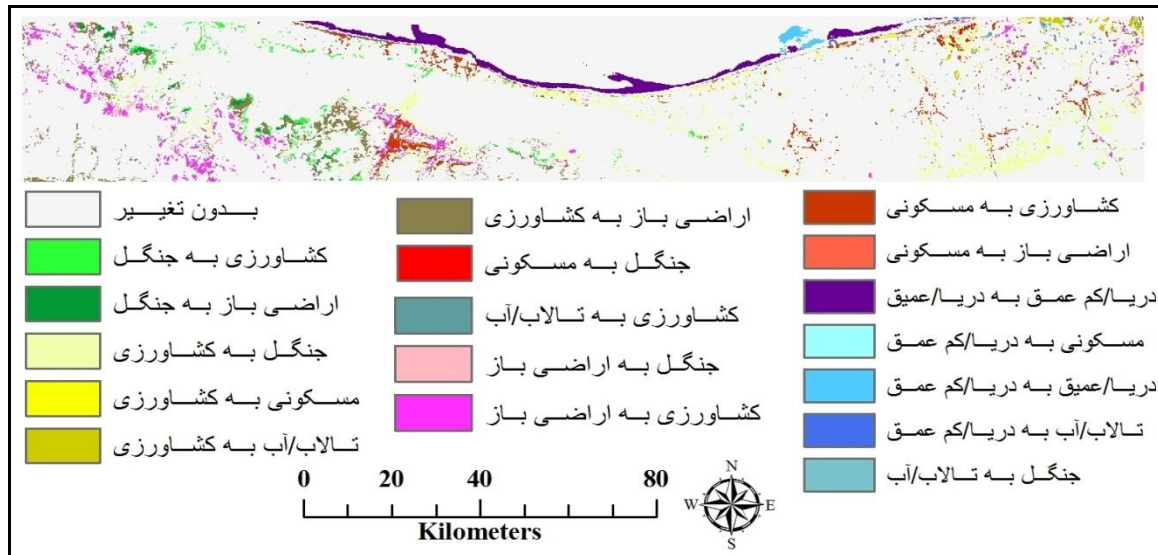 کشاورزی به مسکونی
اراضی باز به مسکونی
دریا/کم عمق به دریا/عمیق
مسکونی به دریا/کم عمق
دریا/عمیق به دریا/کم عمق
تالاب/آب به دریا/کم عمق
جنگل به تالاب/آب
اراضی باز به کشاورزی
جنگل به مسکونی
کشاورزی به تالاب/آب
جنگل به اراضی باز
کشاورزی به اراضی باز
بدون تغییر
کشاورزی به جنگل
اراضی باز به جنگل
جنگل به کشاورزی
مسکونی به کشاورزی
تالاب/آب به کشاورزی
0 20 40 80
Kilometers
N
W E
S